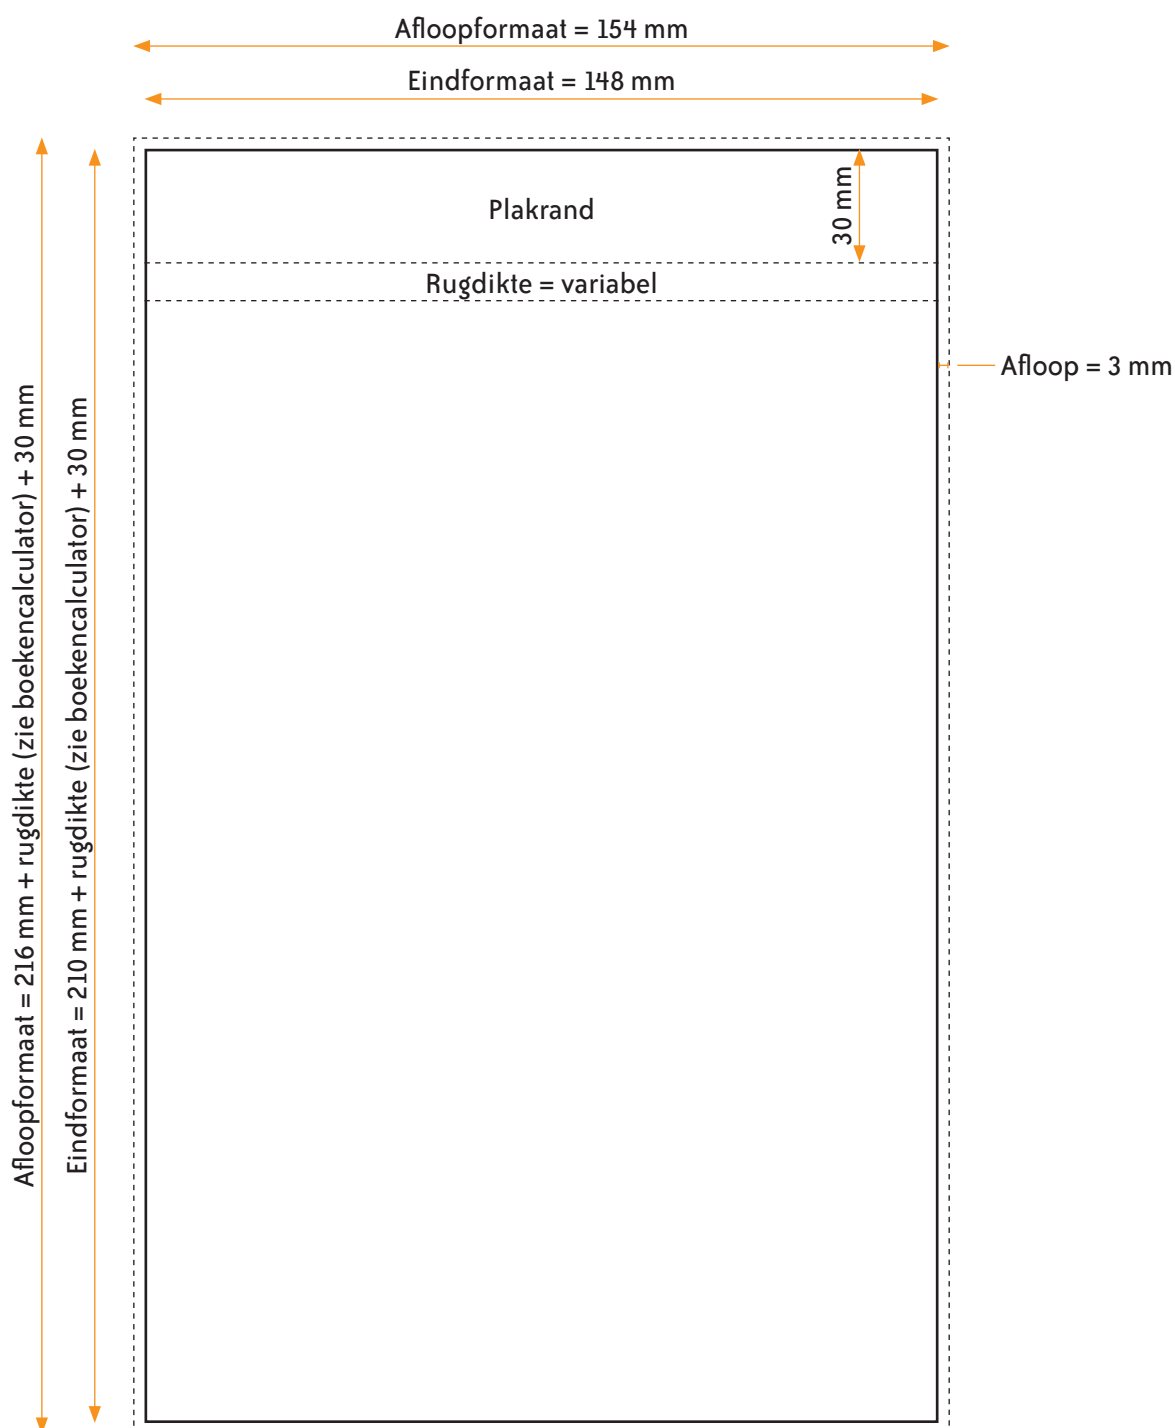 Afloopformaat = 154 mm
Eindformaat = 148 mm
Plakrand
30 mm
Rugdikte = variabel
Afloop = 3 mm
Afloopformaat = 216 mm + rugdikte (zie boekencalculator) + 30 mm
Eindformaat = 210 mm + rugdikte (zie boekencalculator) + 30 mm